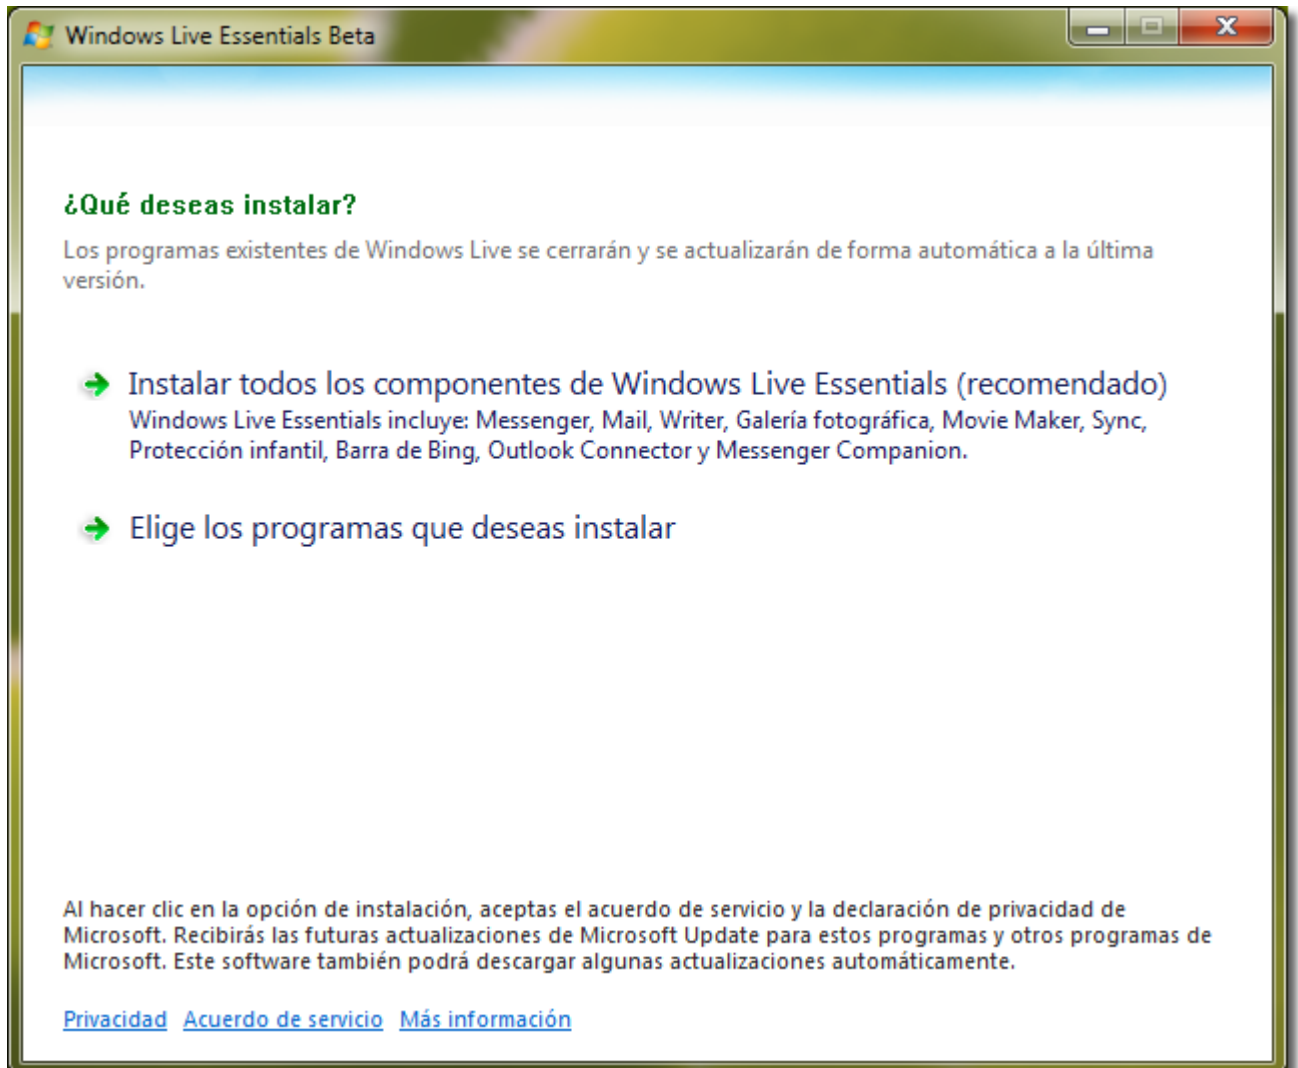 Windows Live Essentials Beta
¿Qué deseas instalar?
Los programas existentes de Windows Live se cerrarán y se actualizarán de forma automática a la última
versión.
Instalar todos los componentes de Windows Live Essentials (recomendado)
Windows Live Essentials incluye: Messenger, Mail, Writer, Galería fotográfica, Movie Maker, Sync,
Protección infantil, Barra de Bing, Outlook Connector y Messenger Companion.
Elige los programas que deseas instalar
Al hacer clic en la opción de instalación, aceptas el acuerdo de servicio y la declaración de privacidad de
Microsoft. Recibirás las futuras actualizaciones de Microsoft Update para estos programas y otros programas de
Microsoft. Este software también podrá descargar algunas actualizaciones automáticamente.
Privacidad Acuerdo de servicio Más información